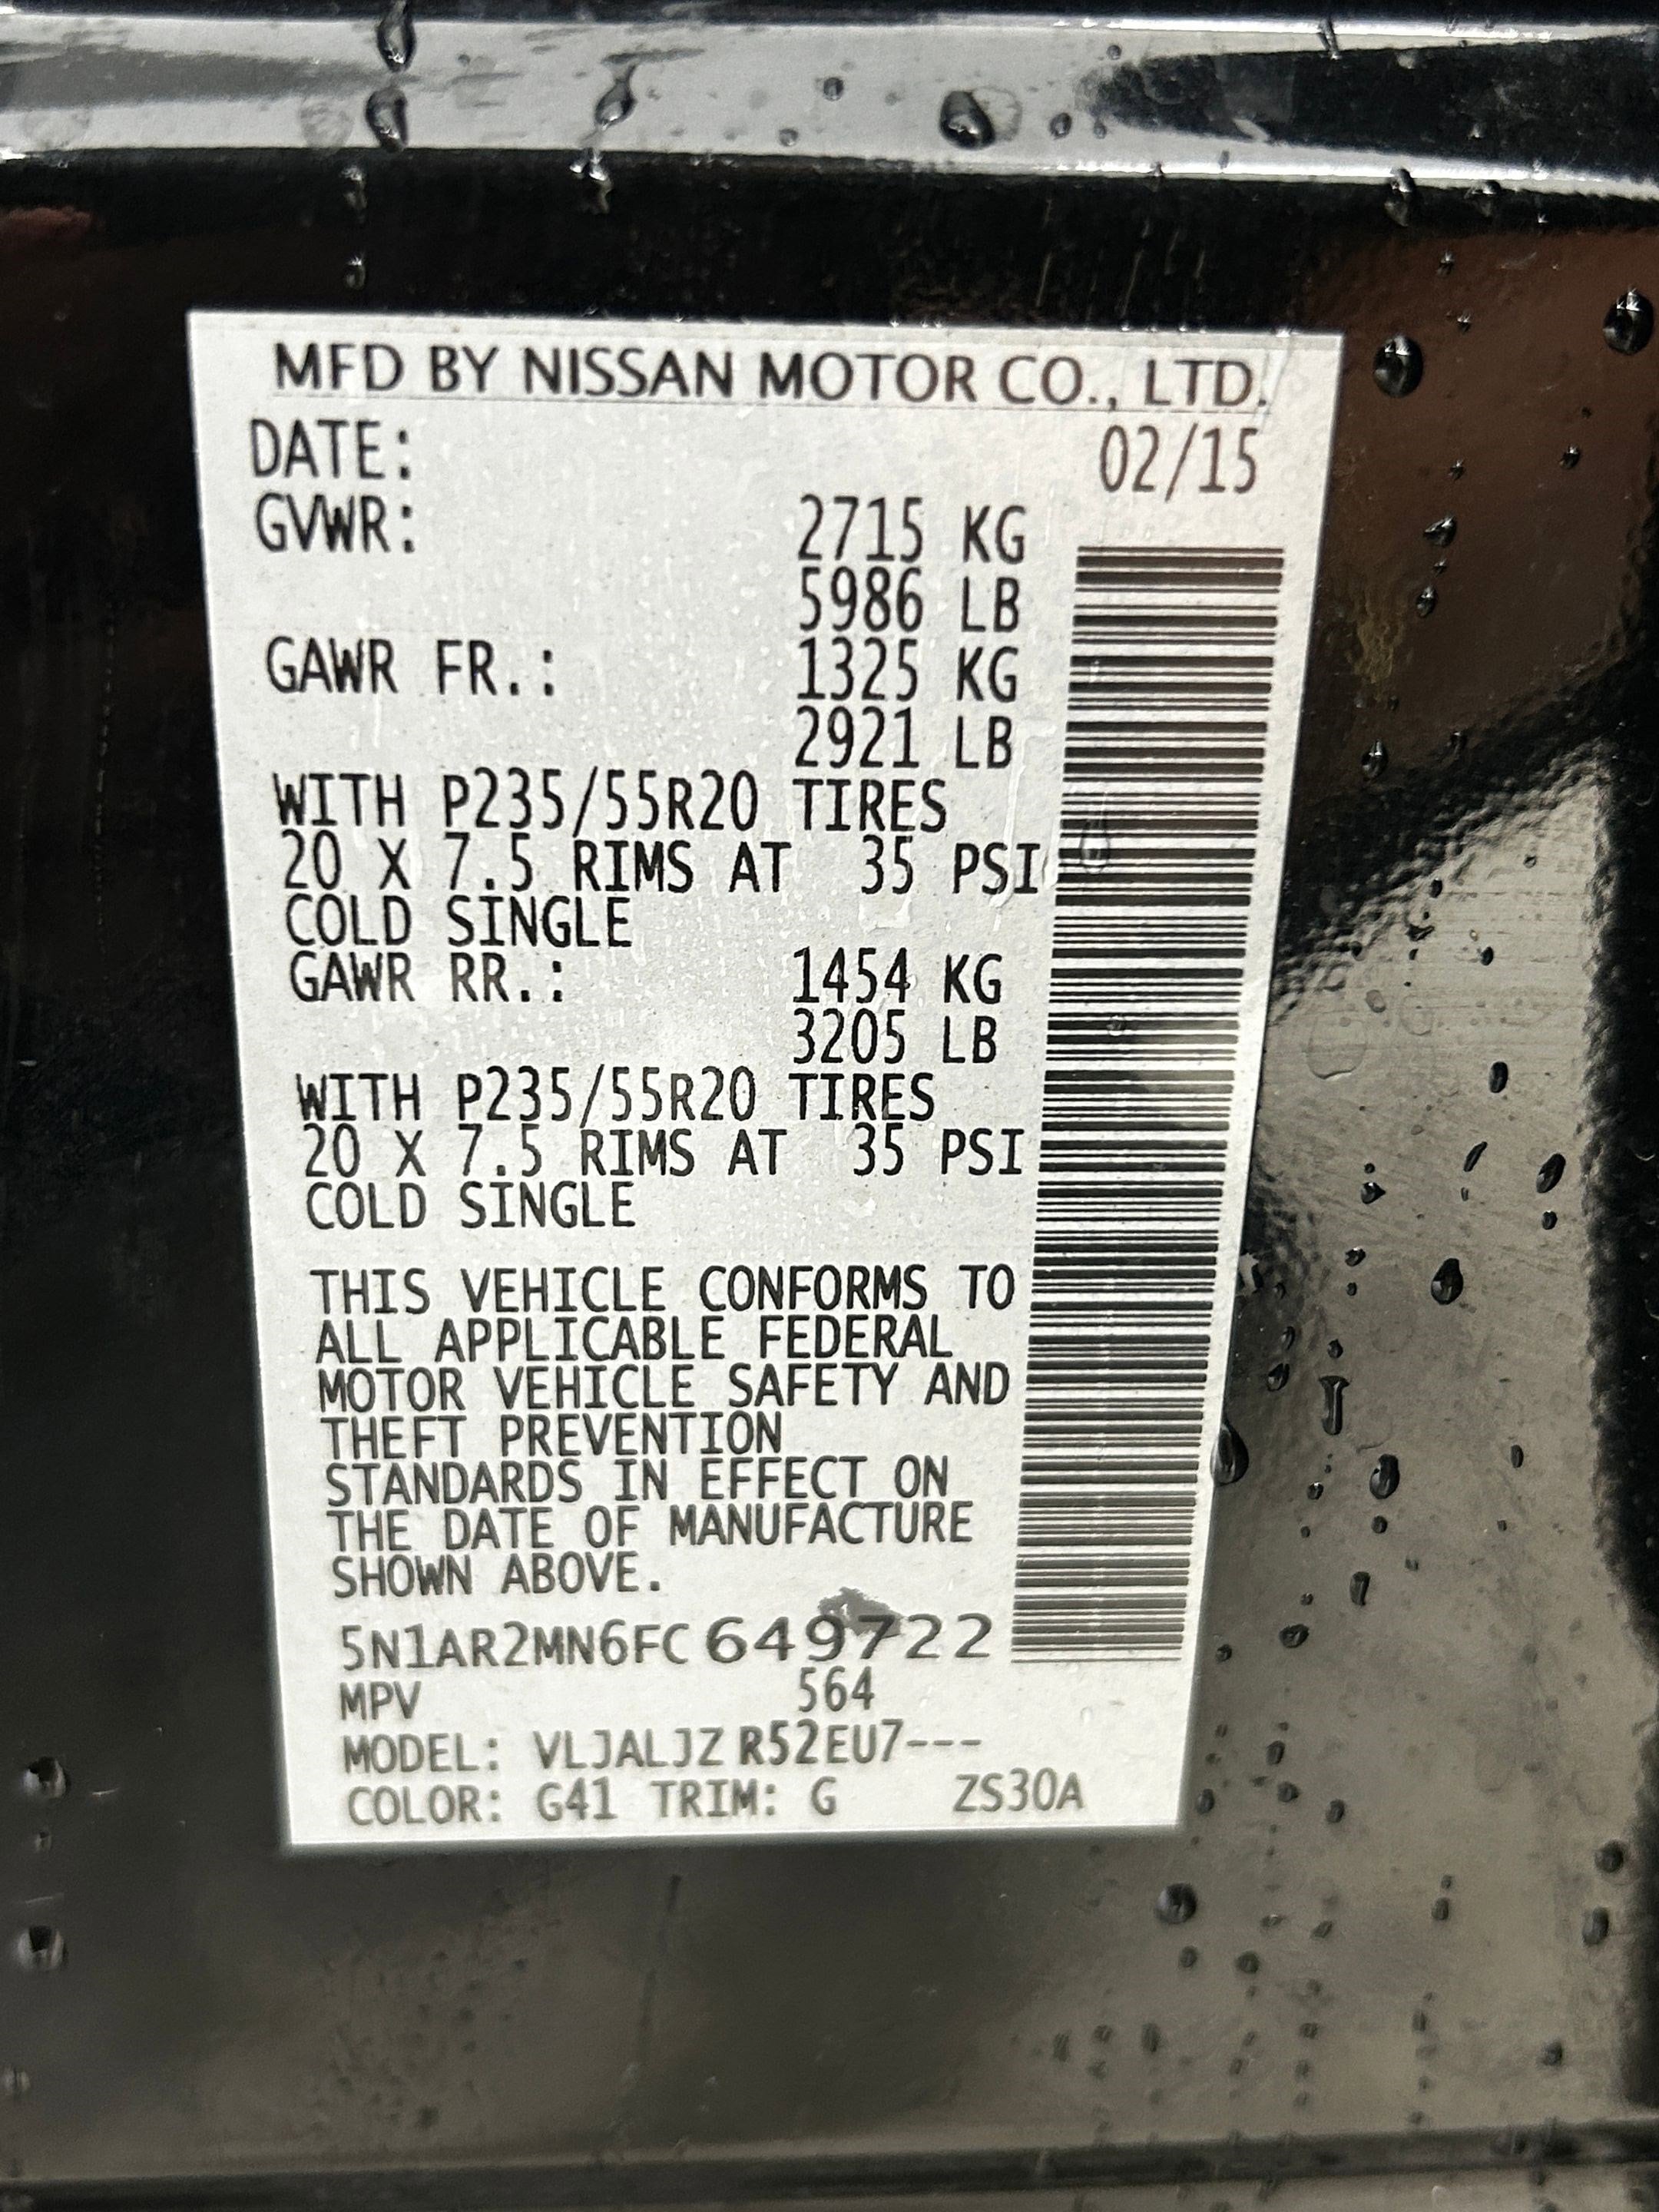 MFD BY NISSAN MOTOR CO., LTD.
DATE: 02/15
GVWR: 2715 KG
5986 LB
GAWR FR.: 1325 KG
2921 LB
WITH P235/55R20 TIRES
20 X 7.5 RIMS AT 35 PSI
COLD SINGLE
GAWR RR.: 1454 KG
3205 LB
WITH P235/55R20 TIRES
20 X 7.5 RIMS AT 35 PSI
COLD SINGLE
THIS VEHICLE CONFORMS TO
ALL APPLICABLE FEDERAL
MOTOR VEHICLE SAFETY AND
THEFT PREVENTION
STANDARDS IN EFFECT ON
THE DATE OF MANUFACTURE
SHOWN ABOVE.
5N1AR2MN6FC649722
MPV 564
MODEL: VLJALJZ R52EU7---
COLOR: G41 TRIM: G ZS30A